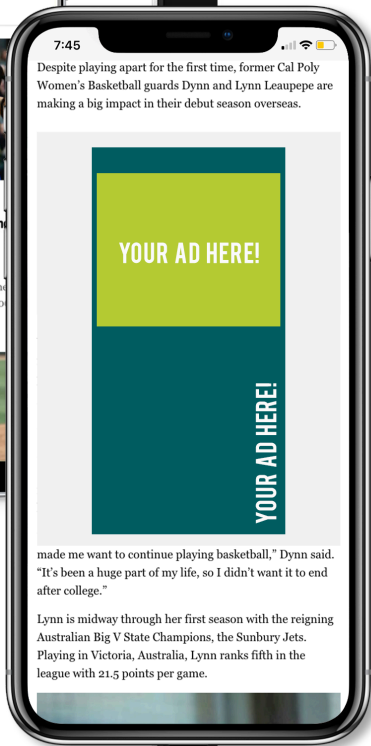 7:45
Despite playing apart for the first time, former Cal Poly
Women’s Basketball guards Dynn and Lynn Leaupepe are
making a big impact in their debut season overseas.
YOUR AD HERE!
YOUR AD HERE!
made me want to continue playing basketball,” Dynn said.
“It’s been a huge part of my life, so I didn’t want it to end
after college.”
Lynn is midway through her first season with the reigning
Australian Big V State Champions, the Sunbury Jets.
Playing in Victoria, Australia, Lynn ranks fifth in the
league with 21.5 points per game.